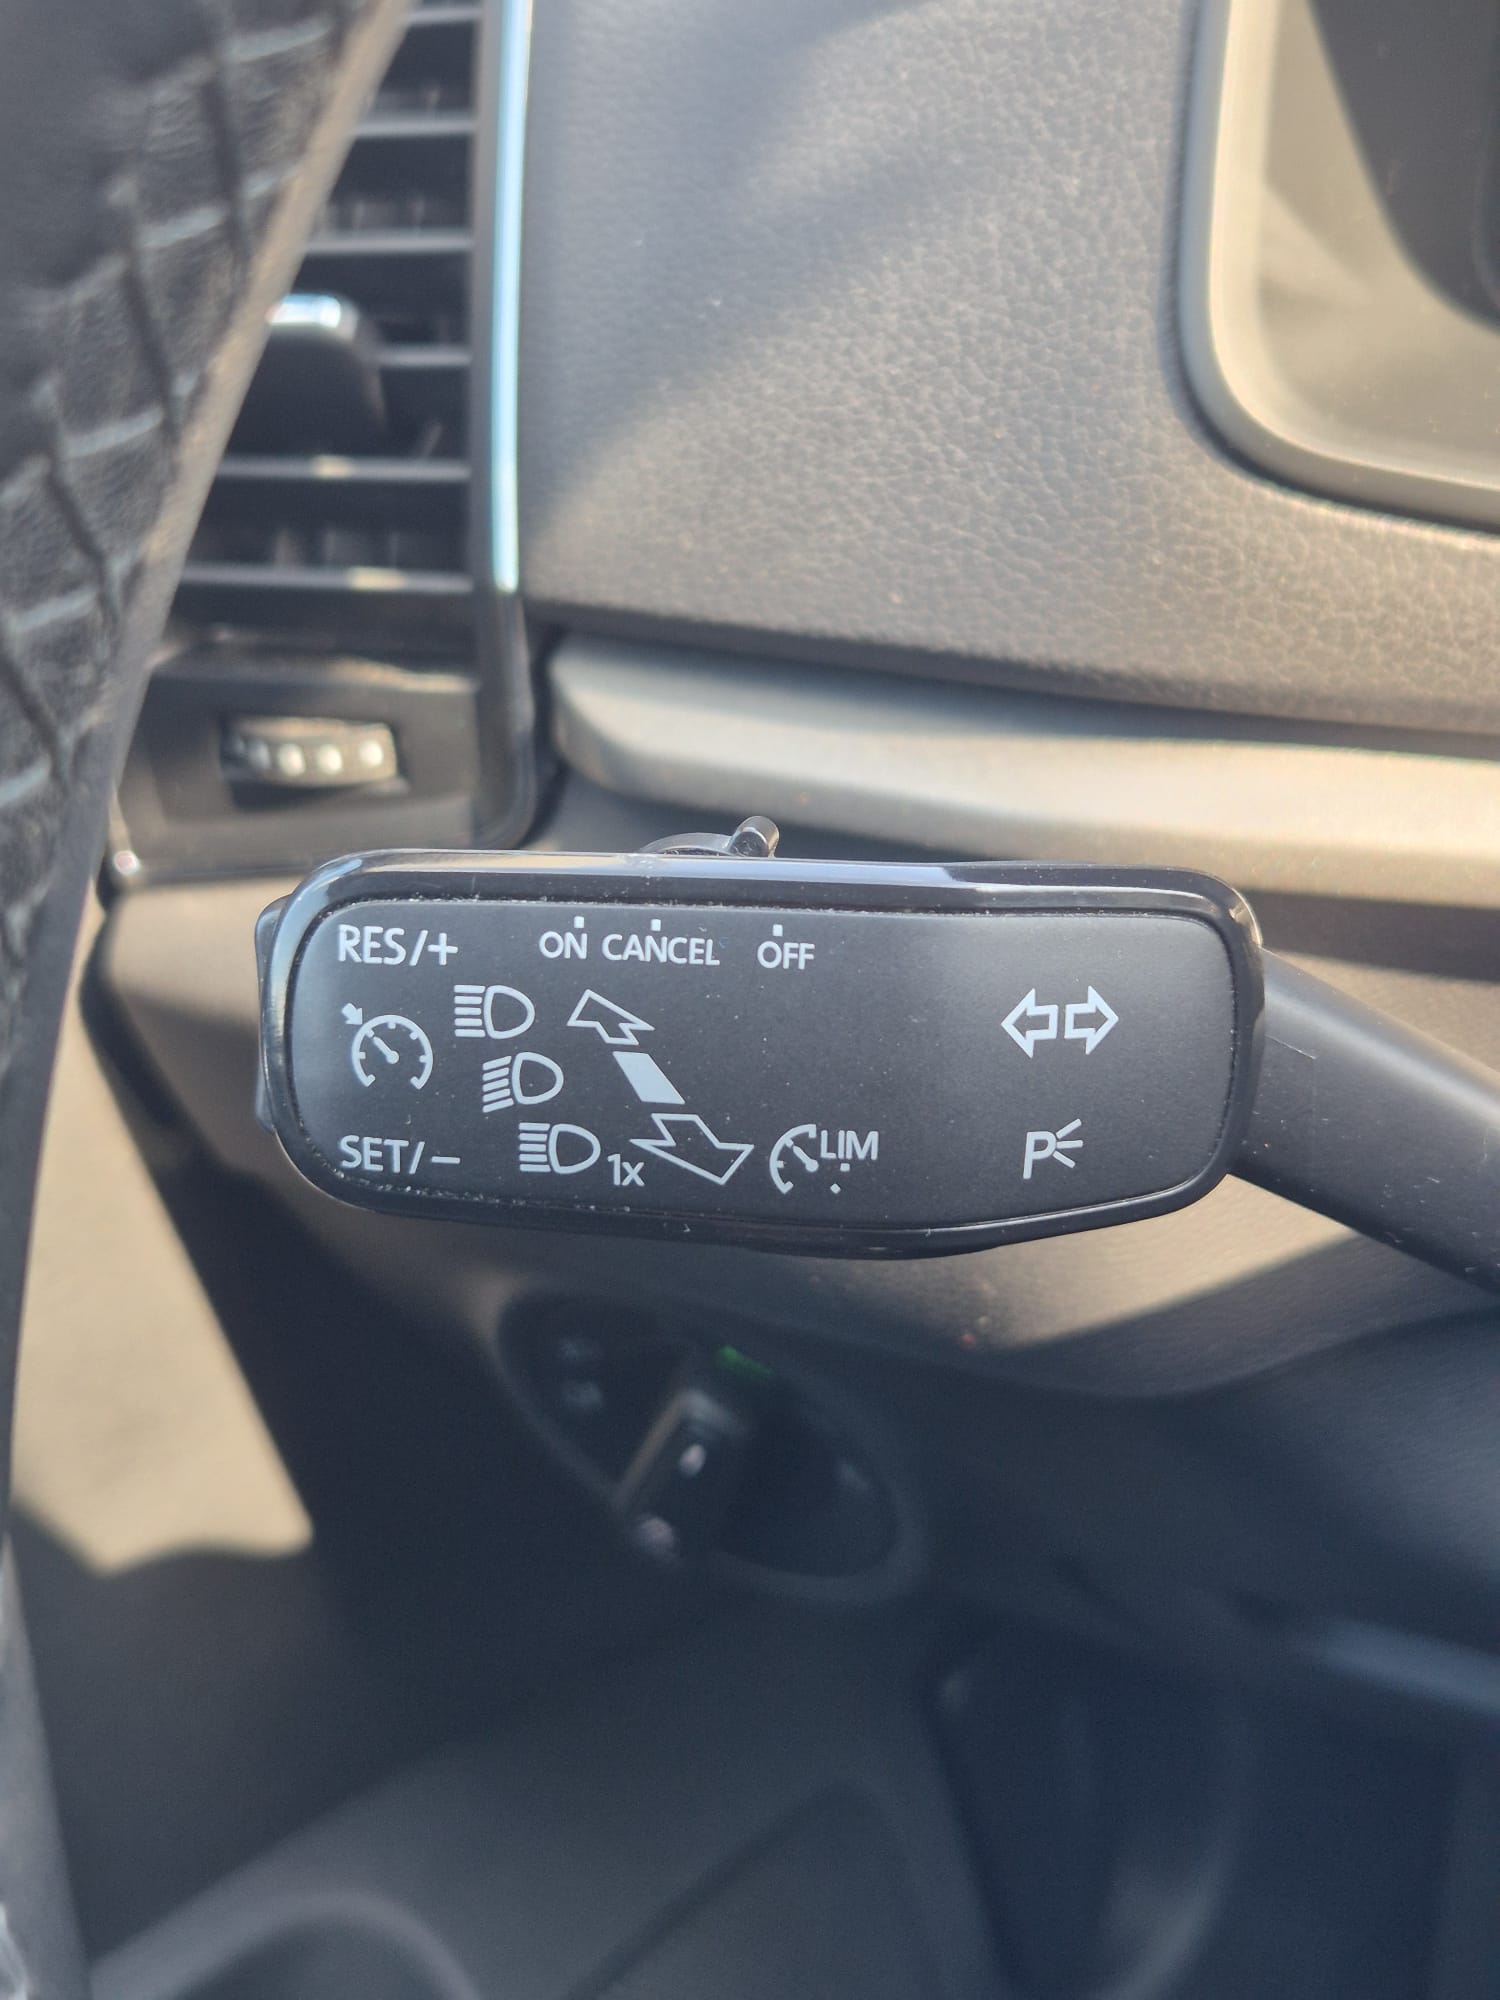 RES/+ ON CANCEL OFF
SET/− 1x LIM P